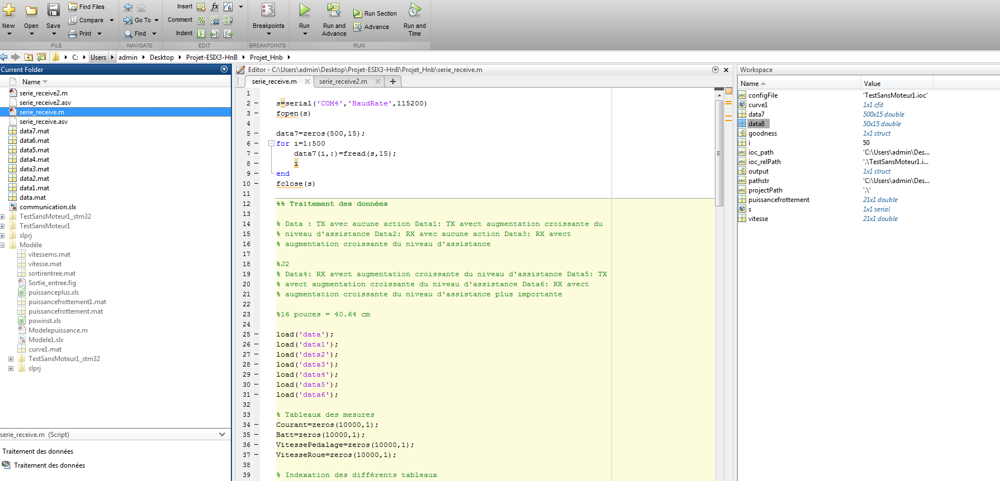 New
Open
Save
Find Files
Compare
Print
FILE
Go To
Find
NAVIGATE
Insert fx
Comment
Indent
EDIT
Breakpoints
BREAKPOINTS
Run
Run and
Advance
Run Section
Advance
Run and
Time
RUN
C: Users admin Desktop Projet-ESIX3-HnB Projet_Hnb
Current Folder
Name
serie_receive2.m
serie_receive2.asv
serie_receive.m
serie_receive.asv
data7.mat
data6.mat
data5.mat
data4.mat
data3.mat
data2.mat
data1.mat
data.mat
communication.slx
TestSansMoteur1_stm32
TestSansMoteur1
slprj
Modéle
vitessems.mat
vitesse.mat
sortirentree.mat
Sortie_entree.fig
puissanceplus.xls
puissancefrottement1.mat
puissancefrottement.mat
powinst.xls
Modelepuissance.m
Modele1.slx
curve1.mat
TestSansMoteur1_stm32
slprj
serie_receive.m (Script)
Traitement des données
Traitement des données
Editor - C:\Users\admin\Desktop\Projet-ESIX3-HnB\Projet_Hnb\serie_receive.m
serie_receive.m serie_receive2.m
1
2 s=serial('COM4','BaudRate',115200)
3 fopen(s)
4
5 data7=zeros(500,15);
6 for i=1:500
7 data7(i,:)=fread(s,15);
8 i
9 end
10 fclose(s)
11
12 %% Traitement des données
13
14 % Data : TX avec aucune action Data1: TX avect augmentation croissante du
15 % niveau d'assistance Data2: RX avec aucune action Data3: RX avect
16 % augmentation croissante du niveau d'assistance
17
18 %J2
19 % Data4: RX avect augmentation croissante du niveau d'assistance Data5: TX
20 % avect augmentation croissante du niveau d'assistance Data6: RX avect
21 % augmentation croissante du niveau d'assistance plus importante
22
23 %16 pouces = 40.64 cm
24
25 load('data');
26 load('data1');
27 load('data2');
28 load('data3');
29 load('data4');
30 load('data5');
31 load('data6');
32
33 % Tableaux des mesures
34 Courant=zeros(10000,1);
35 Batt=zeros(10000,1);
36 VitessePedalage=zeros(10000,1);
37 VitesseRoue=zeros(10000,1);
38
39 % Indexation des différents tableaux
Workspace
Name Value
configFile 'TestSansMoteur1.ioc'
curve1 1x1 cfit
data7 500x15 double
data8 50x15 double
goodness 1x1 struct
i 50
ioc_path 'C:\Users\admin\Des...
ioc_relPath '.\TestSansMoteur1.i...
output 1x1 struct
pathstr 'C:\Users\admin\Des...
projectPath '.\'
puissancefrottement 21x1 double
s 1x1 serial
vitesse 21x1 double